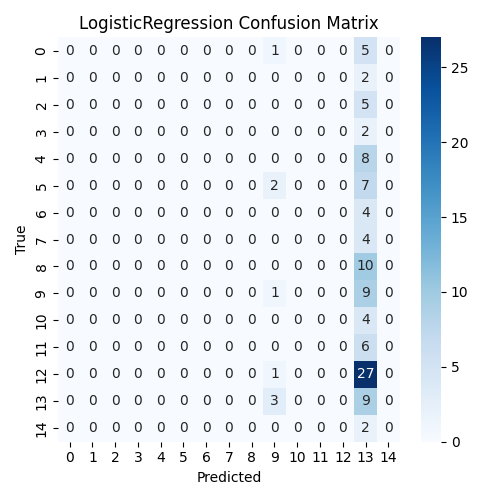 LogisticRegression Confusion Matrix
0 0 0 0 0 0 0 0 0 0 1 0 0 0 5 0
1 0 0 0 0 0 0 0 0 0 0 0 0 0 2 0
2 0 0 0 0 0 0 0 0 0 0 0 0 0 5 0
3 0 0 0 0 0 0 0 0 0 0 0 0 0 2 0
4 0 0 0 0 0 0 0 0 0 0 0 0 0 8 0
5 0 0 0 0 0 0 0 0 0 2 0 0 0 7 0
6 0 0 0 0 0 0 0 0 0 0 0 0 0 4 0
7 0 0 0 0 0 0 0 0 0 0 0 0 0 4 0
8 0 0 0 0 0 0 0 0 0 0 0 0 0 10 0
9 0 0 0 0 0 0 0 0 0 1 0 0 0 9 0
10 0 0 0 0 0 0 0 0 0 0 0 0 0 4 0
11 0 0 0 0 0 0 0 0 0 0 0 0 0 6 0
12 0 0 0 0 0 0 0 0 0 1 0 0 0 27 0
13 0 0 0 0 0 0 0 0 0 3 0 0 0 9 0
14 0 0 0 0 0 0 0 0 0 0 0 0 0 2 0
0 1 2 3 4 5 6 7 8 9 10 11 12 13 14
Predicted
True
25
20
15
10
5
0